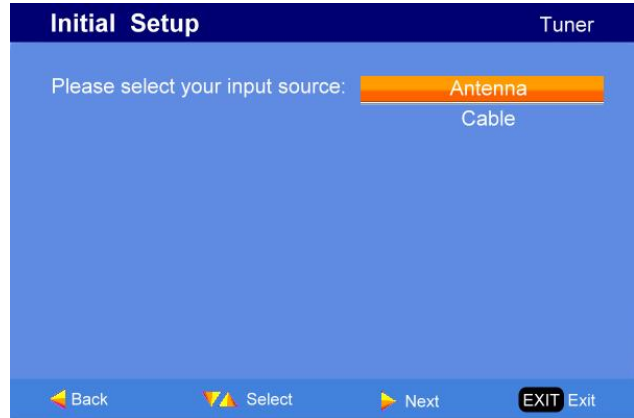 Initial Setup Tuner
Please select your input source: Antenna
Cable
Back Select Next EXIT Exit